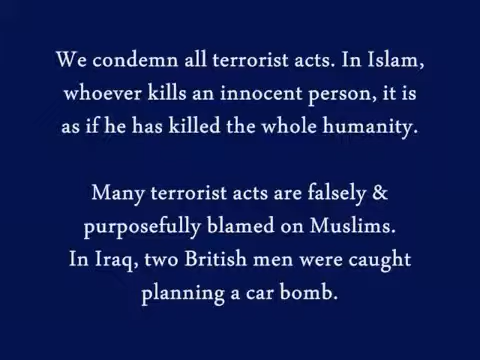 We condemn all terrorist acts. In Islam,
whoever kills an innocent person, it is
as if he has killed the whole humanity.
Many terrorist acts are falsely &
purposefully blamed on Muslims.
In Iraq, two British men were caught
planning a car bomb.